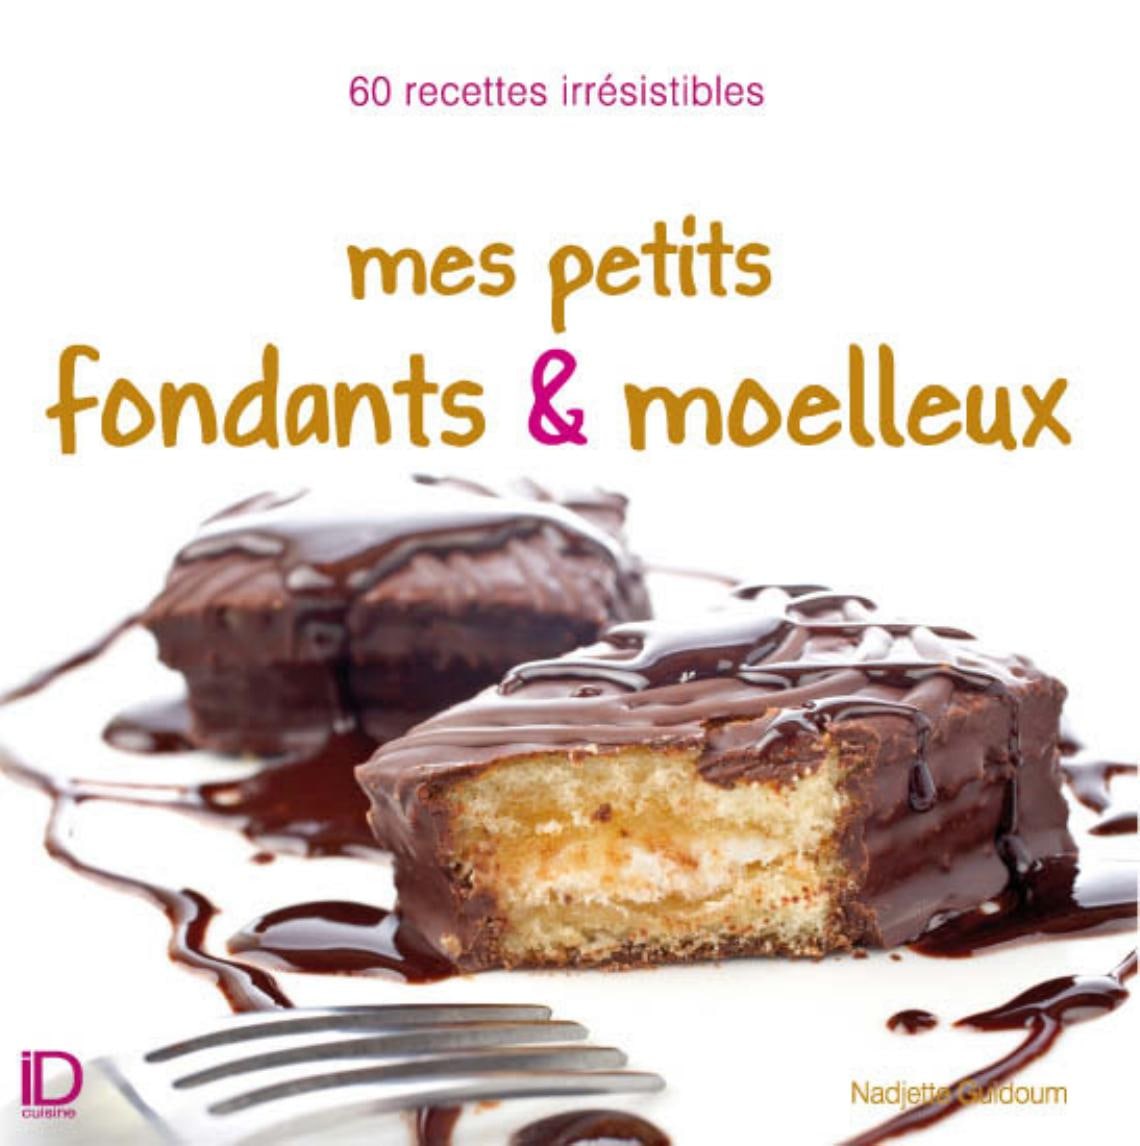 60 recettes irrésistibles
mes petits
fondants & moelleux
iD
cuisine
Nadjette Guidoum